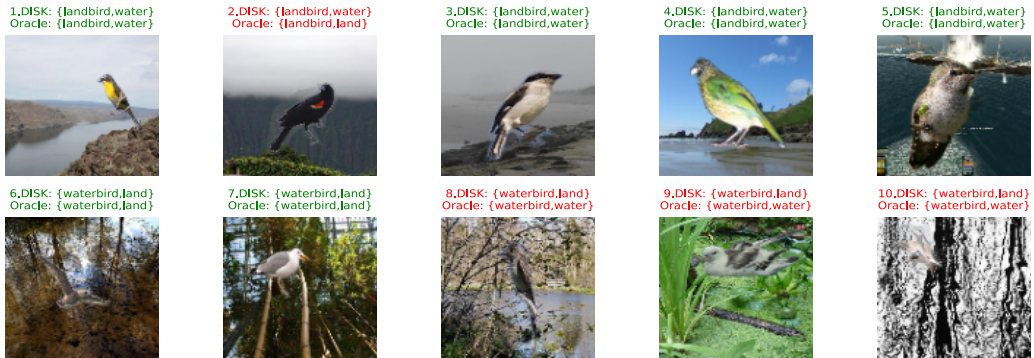 1.DISK: {landbird,water}
Oracle: {landbird,water}
2.DISK: {landbird,water}
Oracle: {landbird,land}
3.DISK: {landbird,water}
Oracle: {landbird,water}
4.DISK: {landbird,water}
Oracle: {landbird,water}
5.DISK: {landbird,water}
Oracle: {landbird,water}
6.DISK: {waterbird,land}
Oracle: {waterbird,land}
7.DISK: {waterbird,land}
Oracle: {waterbird,land}
8.DISK: {waterbird,land}
Oracle: {waterbird,water}
9.DISK: {waterbird,land}
Oracle: {waterbird,water}
10.DISK: {waterbird,land}
Oracle: {waterbird,water}